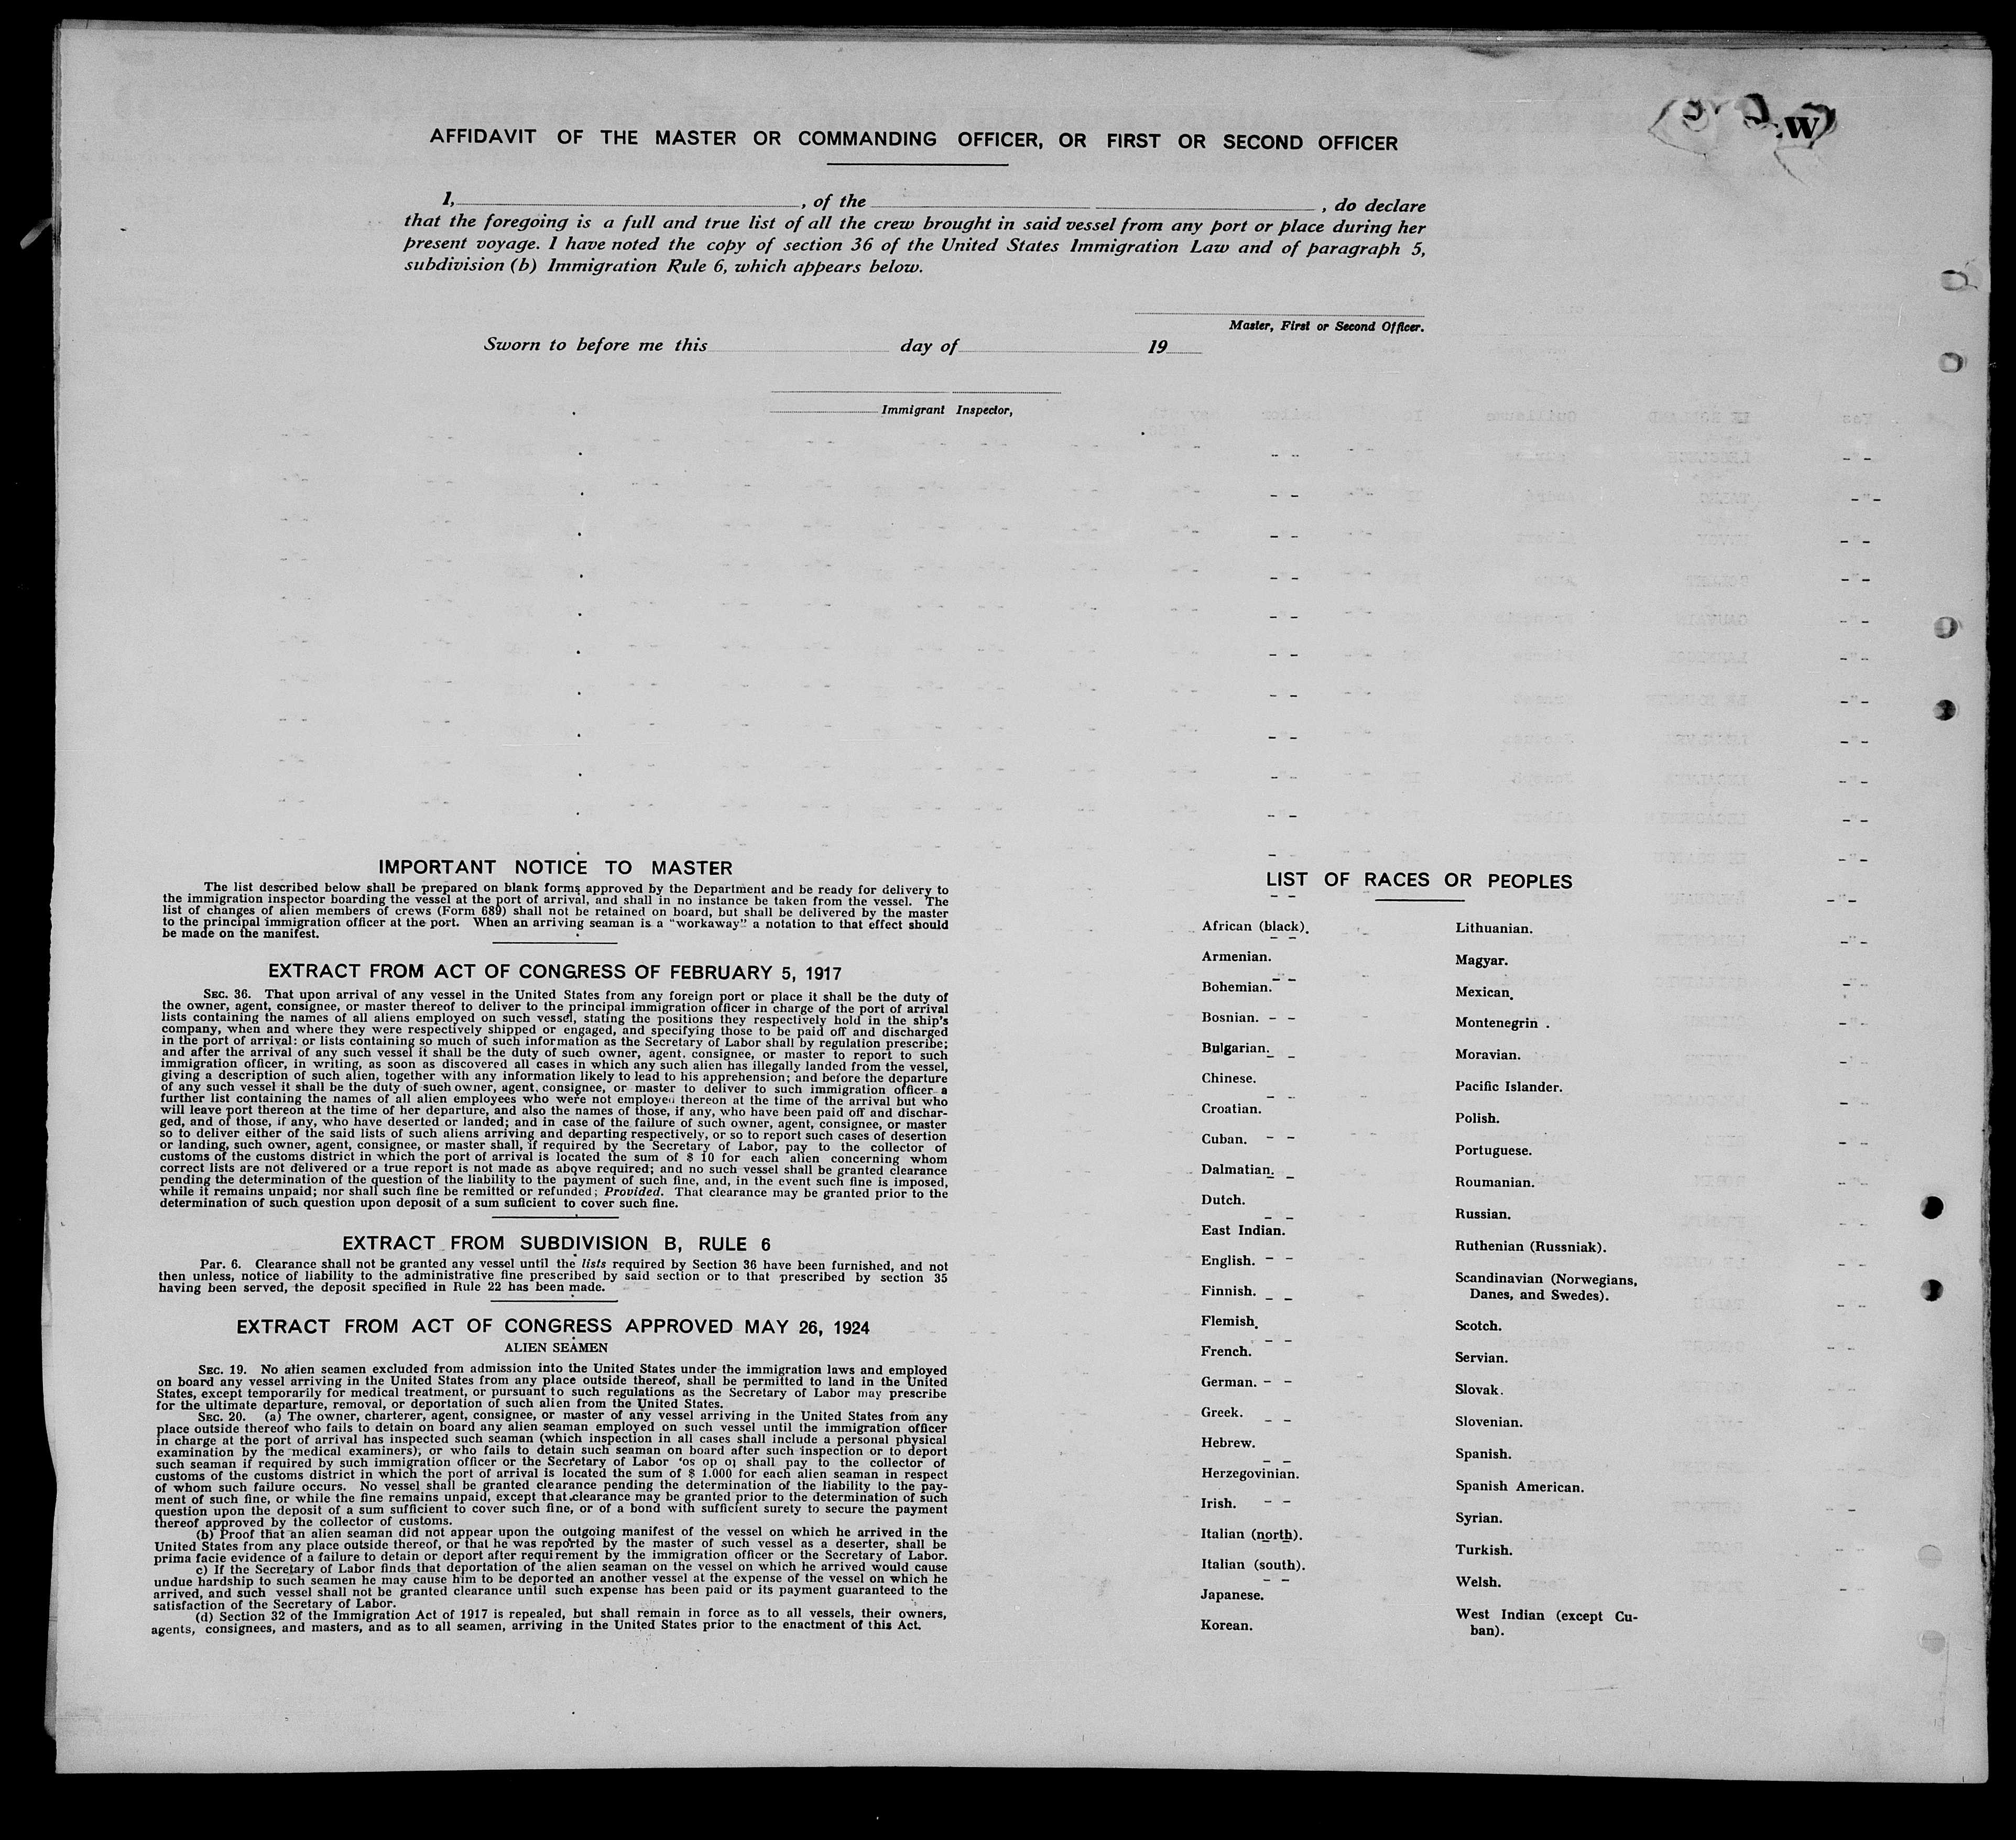 AFFIDAVIT OF THE MASTER OR COMMANDING OFFICER, OR FIRST OR SECOND OFFICER
I, , of the , do declare
that the foregoing is a full and true list of all the crew brought in said vessel from any port or place during her
present voyage. I have noted the copy of section 36 of the United States Immigration Law and of paragraph 5,
subdivision (b) Immigration Rule 6, which appears below.
Master, First or Second Officer.
Sworn to before me this day of 19
Immigrant Inspector,
IMPORTANT NOTICE TO MASTER
The list described below shall be prepared on blank forms approved by the Department and be ready for delivery to
the immigration inspector boarding the vessel at the port of arrival, and shall in no instance be taken from the vessel. The
list of changes of alien members of crews (Form 689) shall not be retained on board, but shall be delivered by the master
to the principal immigration officer at the port. When an arriving seaman is a "workaway" a notation to that effect should
be made on the manifest.
EXTRACT FROM ACT OF CONGRESS OF FEBRUARY 5, 1917
SEC. 36. That upon arrival of any vessel in the United States from any foreign port or place it shall be the duty of
the owner, agent, consignee, or master thereof to deliver to the principal immigration officer in charge of the port of arrival
lists containing the names of all aliens employed on such vessel, stating the positions they respectively hold in the ship's
company, when and where they were respectively shipped or engaged, and specifying those to be paid off and discharged
in the port of arrival: or lists containing so much of such information as the Secretary of Labor shall by regulation prescribe;
and after the arrival of any such vessel it shall be the duty of such owner, agent, consignee, or master to report to such
immigration officer, in writing, as soon as discovered all cases in which any such alien has illegally landed from the vessel,
giving a description of such alien, together with any information likely to lead to his apprehension; and before the departure
of any such vessel it shall be the duty of such owner, agent, consignee, or master to deliver to such immigration officer a
further list containing the names of all alien employees who were not employed thereon at the time of the arrival but who
will leave port thereon at the time of her departure, and also the names of those, if any, who have been paid off and dischar-
ged, and of those, if any, who have deserted or landed; and in case of the failure of such owner, agent, consignee, or master
so to deliver either of the said lists of such aliens arriving and departing respectively, or so to report such cases of desertion
or landing, such owner, agent, consignee, or master shall, if required by the Secretary of Labor, pay to the collector of
customs of the customs district in which the port of arrival is located the sum of $ 10 for each alien concerning whom
correct lists are not delivered or a true report is not made as above required; and no such vessel shall be granted clearance
pending the determination of the question of the liability to the payment of such fine, and, in the event such fine is imposed,
while it remains unpaid; nor shall such fine be remitted or refunded; Provided. That clearance may be granted prior to the
determination of such question upon deposit of a sum suficient to cover such fine.
EXTRACT FROM SUBDIVISION B, RULE 6
Par. 6. Clearance shall not be granted any vessel until the lists required by Section 36 have been furnished, and not
then unless, notice of liability to the administrative fine prescribed by said section or to that prescribed by section 35
having been served, the deposit specified in Rule 22 has been made.
EXTRACT FROM ACT OF CONGRESS APPROVED MAY 26, 1924
ALIEN SEAMEN
SEC. 19. No alien seamen excluded from admission into the United States under the immigration laws and employed
on board any vessel arriving in the United States from any place outside thereof, shall be permitted to land in the United
States, except temporarily for medical treatment, or pursuant to such regulations as the Secretary of Labor may prescribe
for the ultimate departure, removal, or deportation of such alien from the United States.
SEC. 20. (a) The owner, charterer, agent, consignee, or master of any vessel arriving in the United States from any
place outside thereof who fails to detain on board any alien seaman employed on such vessel until the immigration officer
in charge at the port of arrival has inspected such seaman (which inspection in all cases shall include a personal physical
examination by the medical examiners); or who fails to detain such seaman on board after such inspection or to deport
such seaman if required by such immigration officer or the Secretary of Labor 'os op oj shall pay to the collector of
customs of the customs district in which the port of arrival is located the sum of $ 1.000 for each alien seaman in respect
of whom such failure occurs. No vessel shall be granted clearance pending the determination of the liability to the pay-
ment of such fine, or while the fine remains unpaid, except that clearance may be granted prior to the determination of such
question upon the deposit of a sum sufficient to cover such fine, or of a bond with sufficient surety to secure the payment
thereof approved by the collector of customs.
(b) Proof that an alien seaman did not appear upon the outgoing manifest of the vessel on which he arrived in the
United States from any place outside thereof, or that he was reported by the master of such vessel as a deserter, shall be
prima facie evidence of a failure to detain or deport after requirement by the immigration officer or the Secretary of Labor.
c) If the Secretary of Labor finds that deportation of the alien seaman on the vessel on which he arrived would cause
undue hardship to such seamen he may cause him to be deported an another vessel at the expense of the vessel on which he
arrived, and such vessel shall not be granted clearance until such expense has been paid or its payment guaranteed to the
satisfaction of the Secretary of Labor.
(d) Section 32 of the Immigration Act of 1917 is repealed, but shall remain in force as to all vessels, their owners,
agents, consignees, and masters, and as to all seamen, arriving in the United States prior to the enactment of this Act.
LIST OF RACES OR PEOPLES
African (black).
Armenian.
Bohemian.
Bosnian.
Bulgarian.
Chinese.
Croatian.
Cuban.
Dalmatian.
Dutch.
East Indian.
English.
Finnish.
Flemish.
French.
German.
Greek.
Hebrew.
Herzegovinian.
Irish.
Italian (north).
Italian (south).
Japanese.
Korean.
Lithuanian.
Magyar.
Mexican.
Montenegrin .
Moravian.
Pacific Islander.
Polish.
Portuguese.
Roumanian.
Russian.
Ruthenian (Russniak).
Scandinavian (Norwegians,
Danes, and Swedes).
Scotch.
Servian.
Slovak.
Slovenian.
Spanish.
Spanish American.
Syrian.
Turkish.
Welsh.
West Indian (except Cu-
ban).